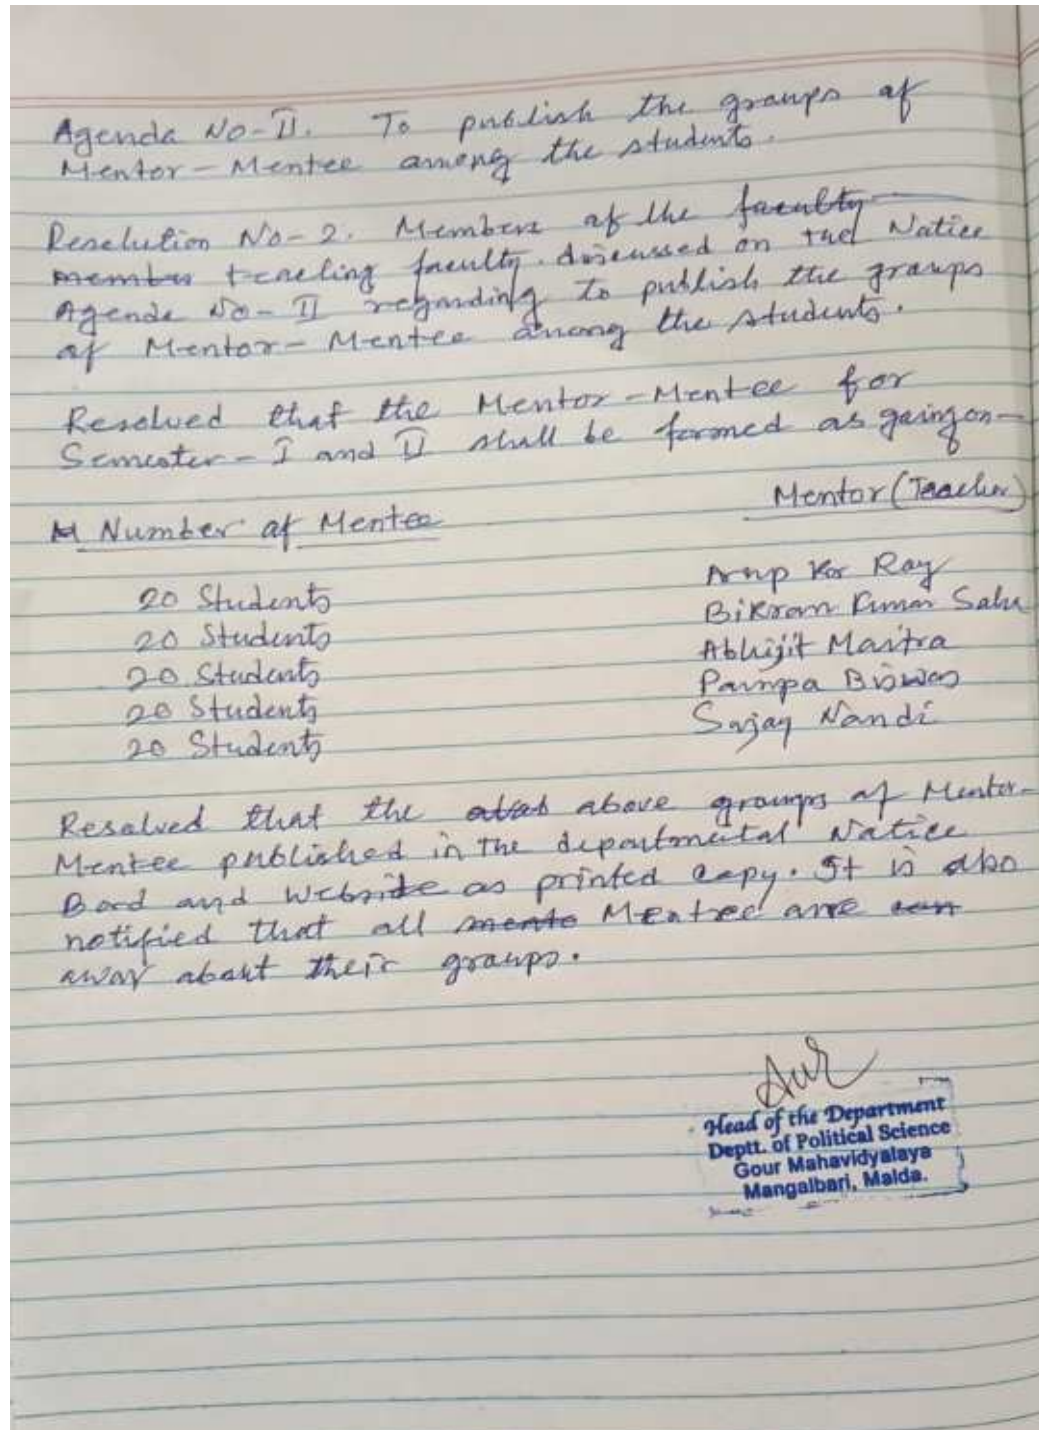 Agenda No-II. To publish the groups of
Mentor-Mentee among the students.
Resolution No-2. Members of the faculty
member teaching faculty discussed on the Notice
Agenda No-II regarding to publish the groups
of Mentor-Mentee among the students.
Resolved that the Mentor-Mentee for
Semester-I and II shall be formed as going on-
Number of Mentee Mentor (Teacher)
20 Students Arup Kr Ray
20 Students Bikram Kumar Saha
20 Students Abhijit Maitra
20 Students Pampa Biswas
20 Students Sujay Nandi
Resolved that the above groups of Mentor-
Mentee published in the departmental Notice
Bord and Website as printed copy. It is also
notified that all Mentee are
awar about their groups.
Head of the Department
Deptt. of Political Science
Gour Mahavidyalaya
Mangalbari, Malda.